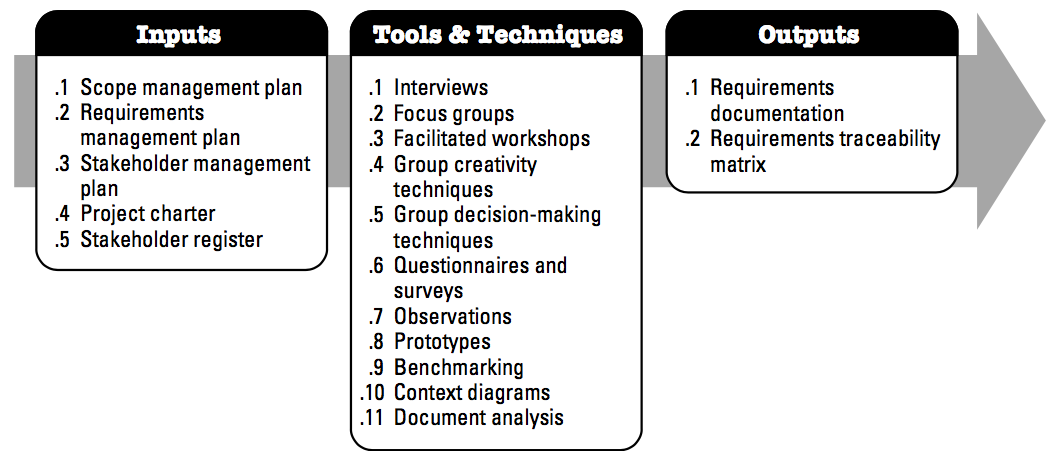 Inputs
.1 Scope management plan
.2 Requirements
management plan
.3 Stakeholder management
plan
.4 Project charter
.5 Stakeholder register
Tools & Techniques
.1 Interviews
.2 Focus groups
.3 Facilitated workshops
.4 Group creativity
techniques
.5 Group decision-making
techniques
.6 Questionnaires and
surveys
.7 Observations
.8 Prototypes
.9 Benchmarking
.10 Context diagrams
.11 Document analysis
Outputs
.1 Requirements
documentation
.2 Requirements traceability
matrix